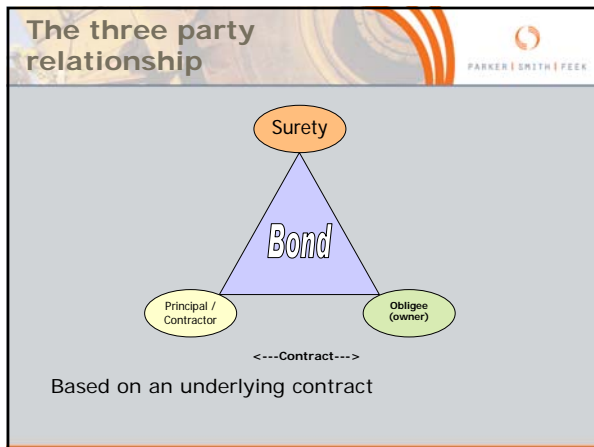 The three party
relationship
PARKER | SMITH | FEEK
Surety
Bond
Principal /
Contractor
Obligee
(owner)
<---Contract--->
Based on an underlying contract